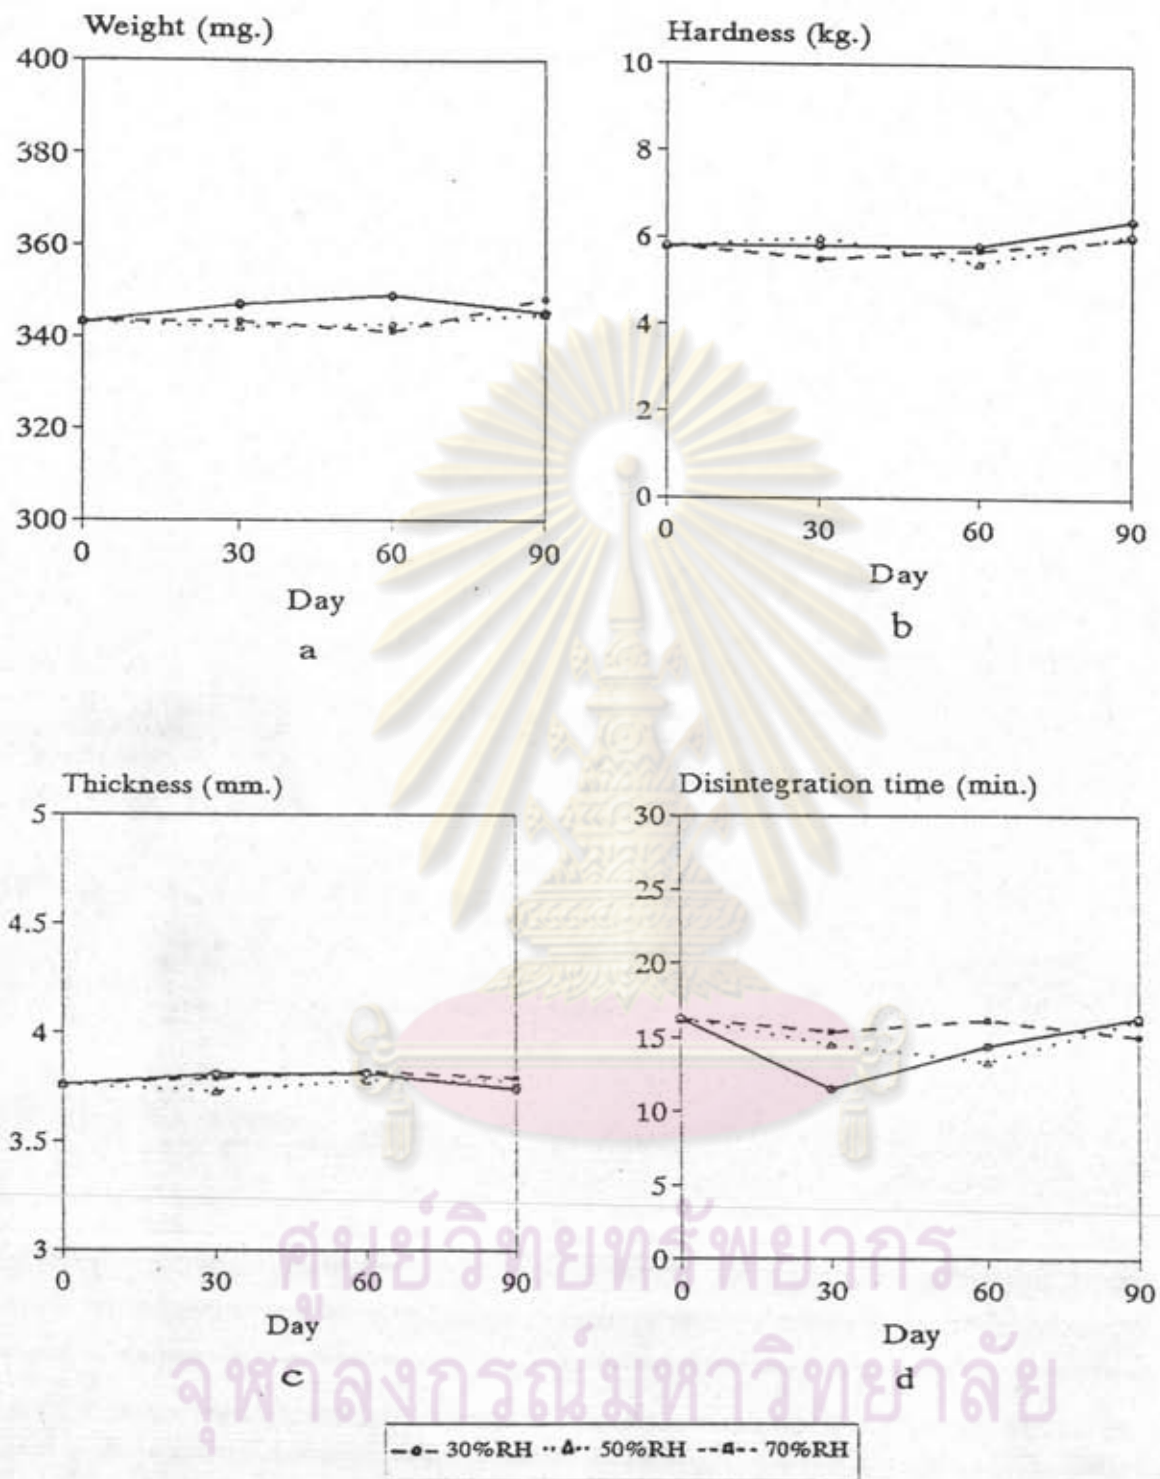 Weight (mg.)
400
380
360
340
320
300
0 30 60 90
Day
a
Hardness (kg.)
10
8
6
4
2
0
0 30 60 90
Day
b
Thickness (mm.)
5
4.5
4
3.5
3
0 30 60 90
Day
c
Disintegration time (min.)
30
25
20
15
10
5
0
0 30 60 90
Day
d
ศูนย์วิทยทรัพยากร
จุฬาลงกรณ์มหาวิทยาลัย
30%RH 50%RH 70%RH